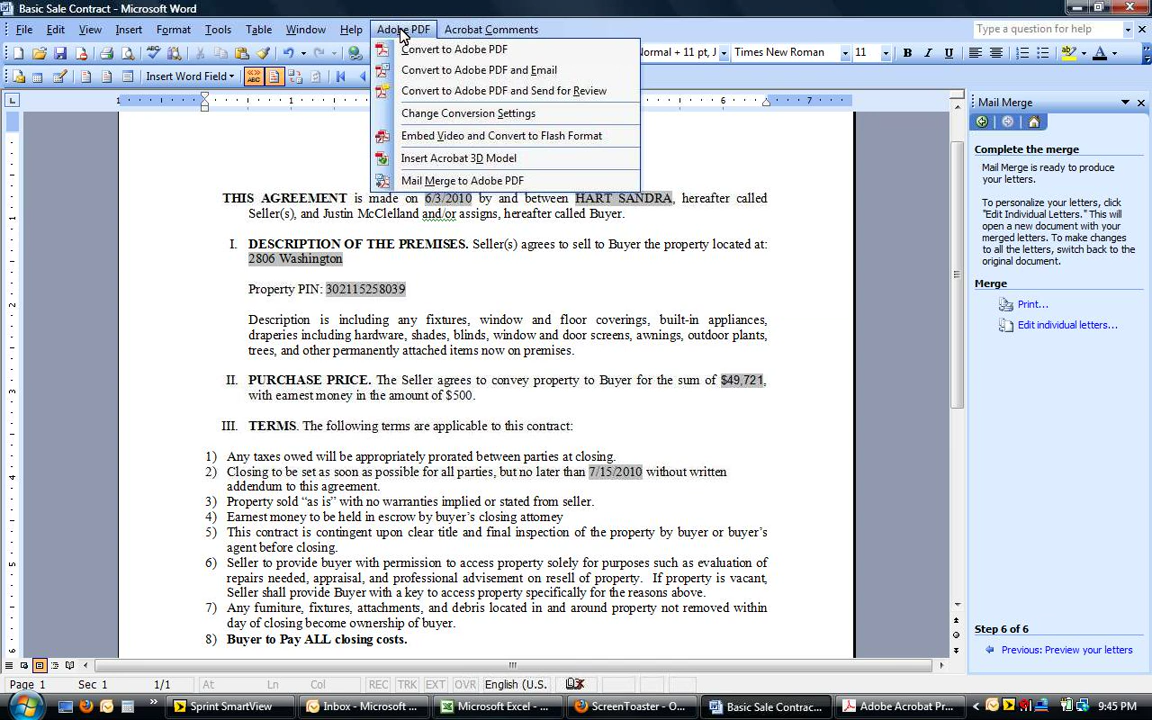 Basic Sale Contract - Microsoft Word
File Edit View Insert Format Tools Table Window Help Adobe PDF Acrobat Comments
Type a question for help
Normal + 11 pt, J Times New Roman 11 B I U
Insert Word Field
Convert to Adobe PDF
Convert to Adobe PDF and Email
Convert to Adobe PDF and Send for Review
Change Conversion Settings
Embed Video and Convert to Flash Format
Insert Acrobat 3D Model
Mail Merge to Adobe PDF
THIS AGREEMENT is made on 6/3/2010 by and between HART SANDRA, hereafter called
Seller(s), and Justin McClelland and/or assigns, hereafter called Buyer.
I. DESCRIPTION OF THE PREMISES. Seller(s) agrees to sell to Buyer the property located at:
2806 Washington
Property PIN: 302115258039
Description is including any fixtures, window and floor coverings, built-in appliances,
draperies including hardware, shades, blinds, window and door screens, awnings, outdoor plants,
trees, and other permanently attached items now on premises.
II. PURCHASE PRICE. The Seller agrees to convey property to Buyer for the sum of $49,721,
with earnest money in the amount of $500.
III. TERMS. The following terms are applicable to this contract:
1) Any taxes owed will be appropriately prorated between parties at closing.
2) Closing to be set as soon as possible for all parties, but no later than 7/15/2010 without written
addendum to this agreement.
3) Property sold “as is” with no warranties implied or stated from seller.
4) Earnest money to be held in escrow by buyer’s closing attorney
5) This contract is contingent upon clear title and final inspection of the property by buyer or buyer’s
agent before closing.
6) Seller to provide buyer with permission to access property solely for purposes such as evaluation of
repairs needed, appraisal, and professional advisement on resell of property. If property is vacant,
Seller shall provide Buyer with a key to access property specifically for the reasons above.
7) Any furniture, fixtures, attachments, and debris located in and around property not removed within
day of closing become ownership of buyer.
8) Buyer to Pay ALL closing costs.
Mail Merge
Complete the merge
Mail Merge is ready to produce
your letters.
To personalize your letters, click
"Edit Individual Letters." This will
open a new document with your
merged letters. To make changes
to all the letters, switch back to the
original document.
Merge
Print...
Edit individual letters...
Step 6 of 6
Previous: Preview your letters
Page 1 Sec 1 1/1 At Ln Col REC TRK EXT OVR English (U.S.
Sprint SmartView Inbox - Microsoft ... Microsoft Excel - ... ScreenToaster - O... Basic Sale Contrac... Adobe Acrobat Pr... 9:45 PM